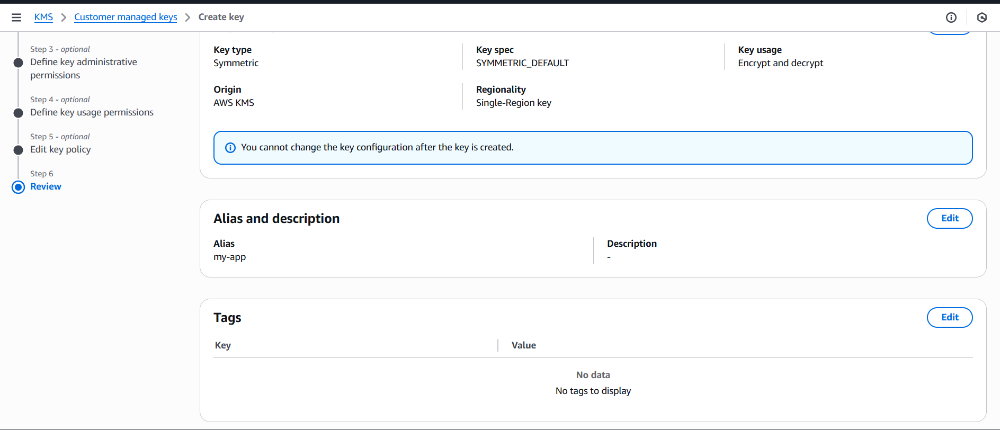 KMS > Customer managed keys > Create key
Step 3 - optional
Define key administrative
permissions
Step 4 - optional
Define key usage permissions
Step 5 - optional
Edit key policy
Step 6
Review
Key type
Symmetric
Key spec
SYMMETRIC_DEFAULT
Key usage
Encrypt and decrypt
Origin
AWS KMS
Regionality
Single-Region key
You cannot change the key configuration after the key is created.
Alias and description
Edit
Alias
my-app
Description
-
Tags
Edit
Key
Value
No data
No tags to display